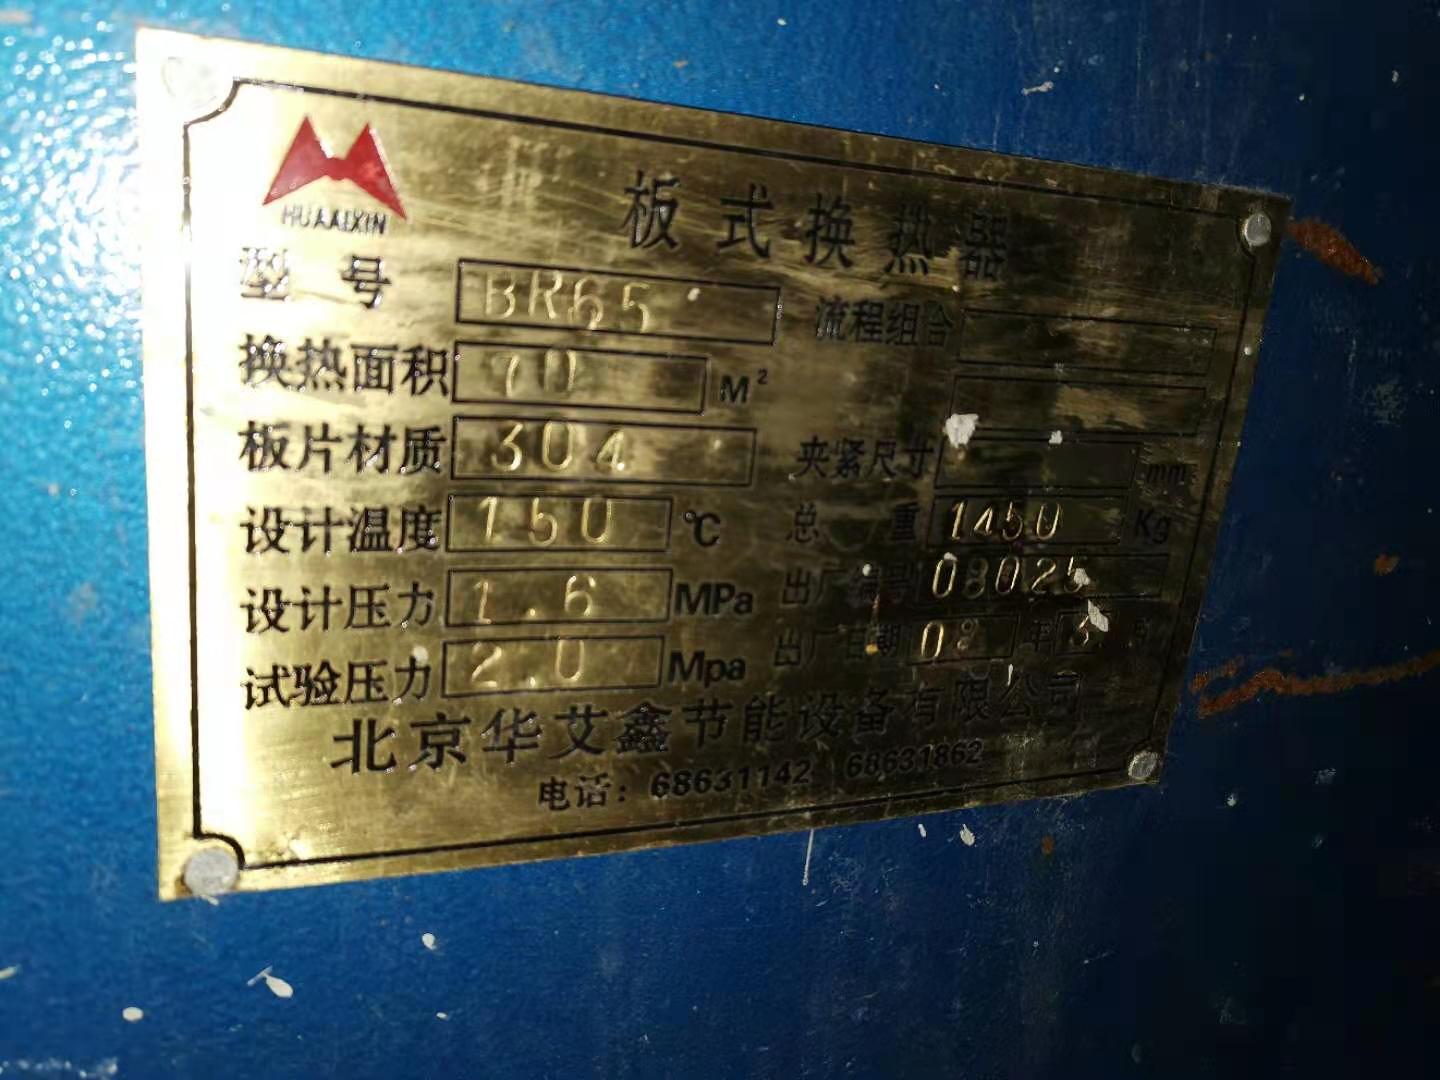 HUAAIXIN
板式换热器
型号 BR65 流程组合
换热面积 70 M²
板片材质 304 夹紧尺寸 mm
设计温度 150 ℃ 总重 1450 Kg
设计压力 1.6 MPa 出厂编号 08025
试验压力 2.0 Mpa 出厂日期 08 年 月
北京华艾鑫节能设备有限公司
电话：68631142 68631862